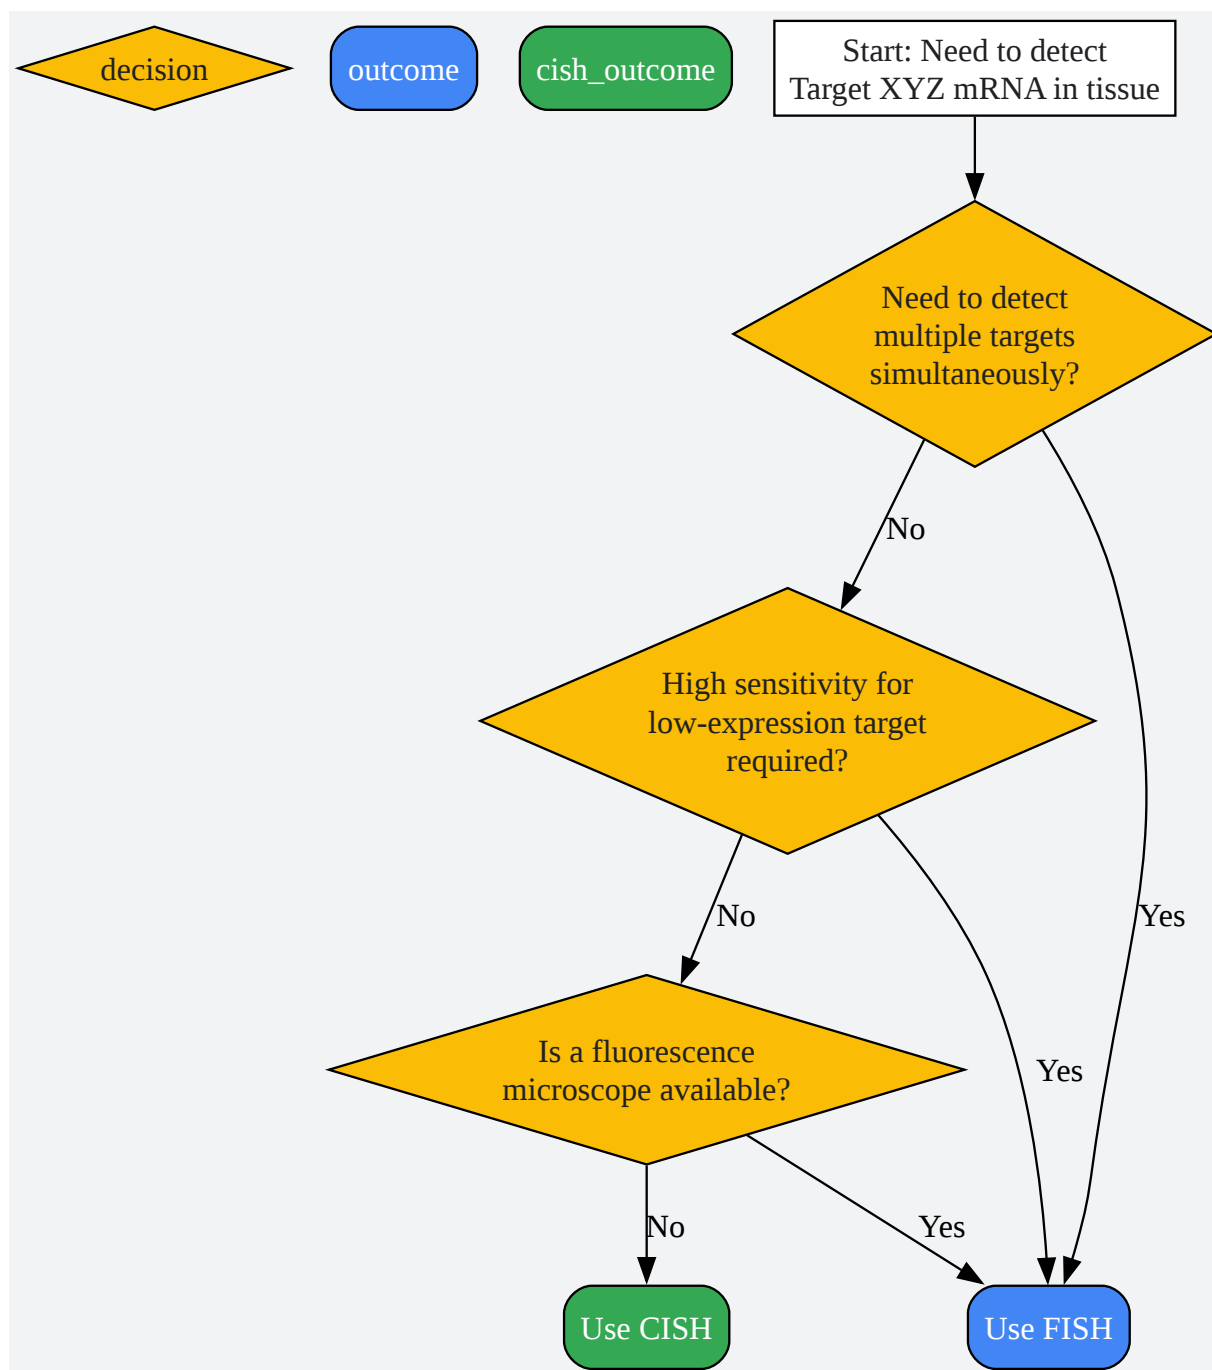 decision
outcome
cish_outcome
Start: Need to detect
Target XYZ mRNA in tissue
Need to detect
multiple targets
simultaneously?
No
High sensitivity for
low-expression target
required?
No
Yes
Is a fluorescence
microscope available?
Yes
No
Yes
Use CISH
Use FISH